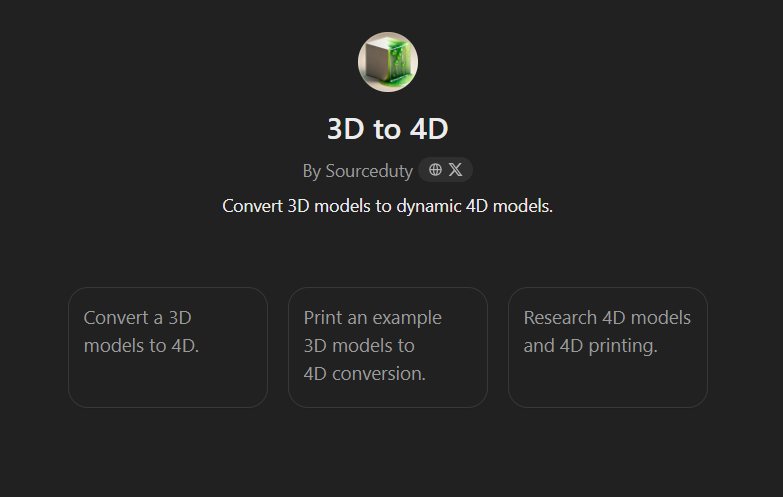 3D to 4D
By Sourceduty
Convert 3D models to dynamic 4D models.
Convert a 3D
models to 4D.
Print an example
3D models to
4D conversion.
Research 4D models
and 4D printing.